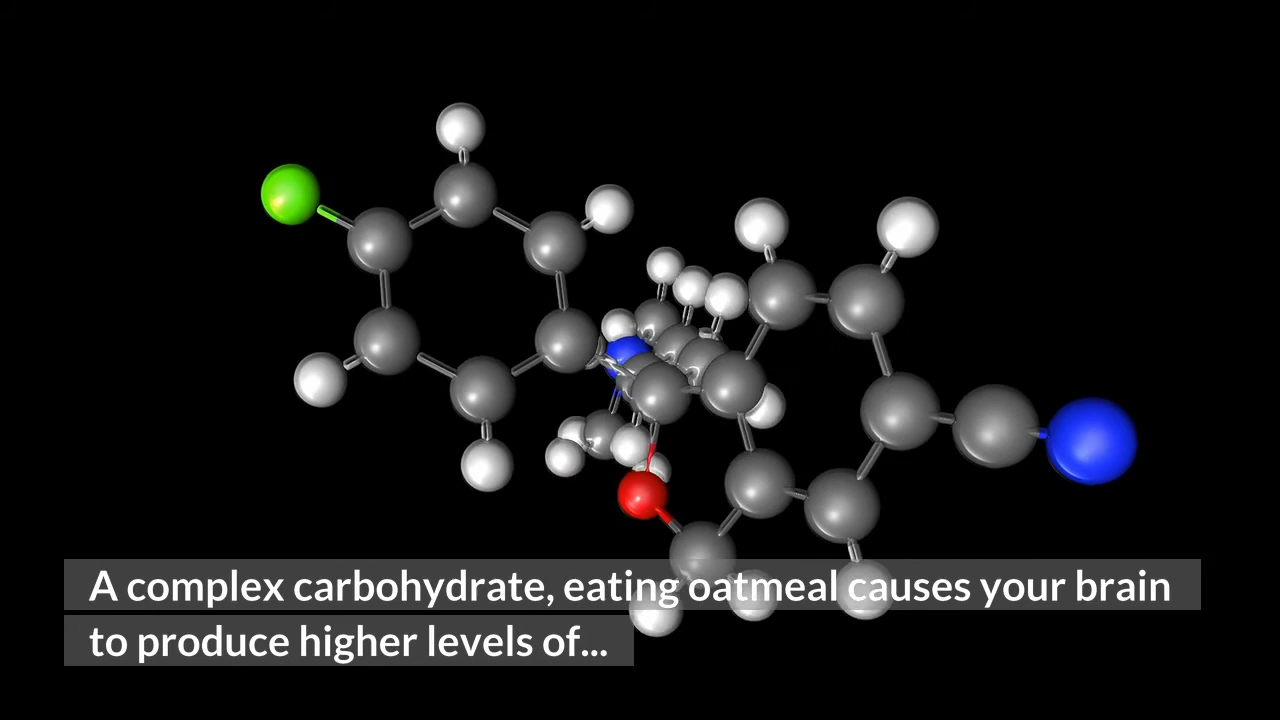 A complex carbohydrate, eating oatmeal causes your brain
to produce higher levels of...